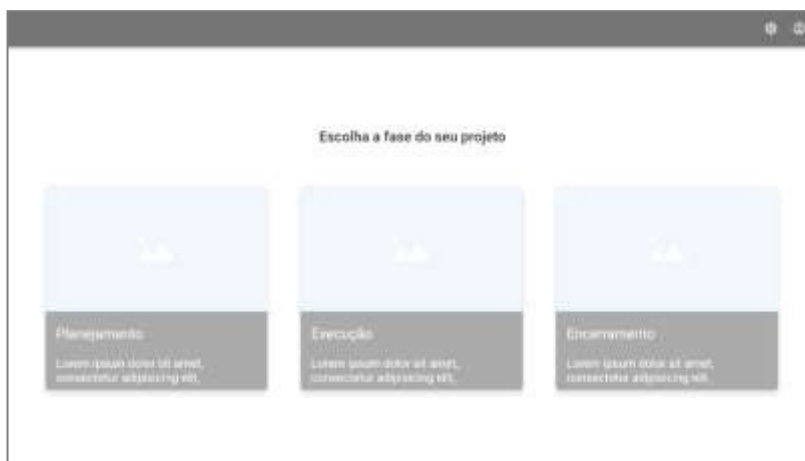 Escolha a fase do seu projeto
Planejamento
Lorem ipsum dolor sit amet,
consectetur adipiscing elit,
Execução
Lorem ipsum dolor sit amet,
consectetur adipiscing elit,
Encerramento
Lorem ipsum dolor sit amet,
consectetur adipiscing elit,